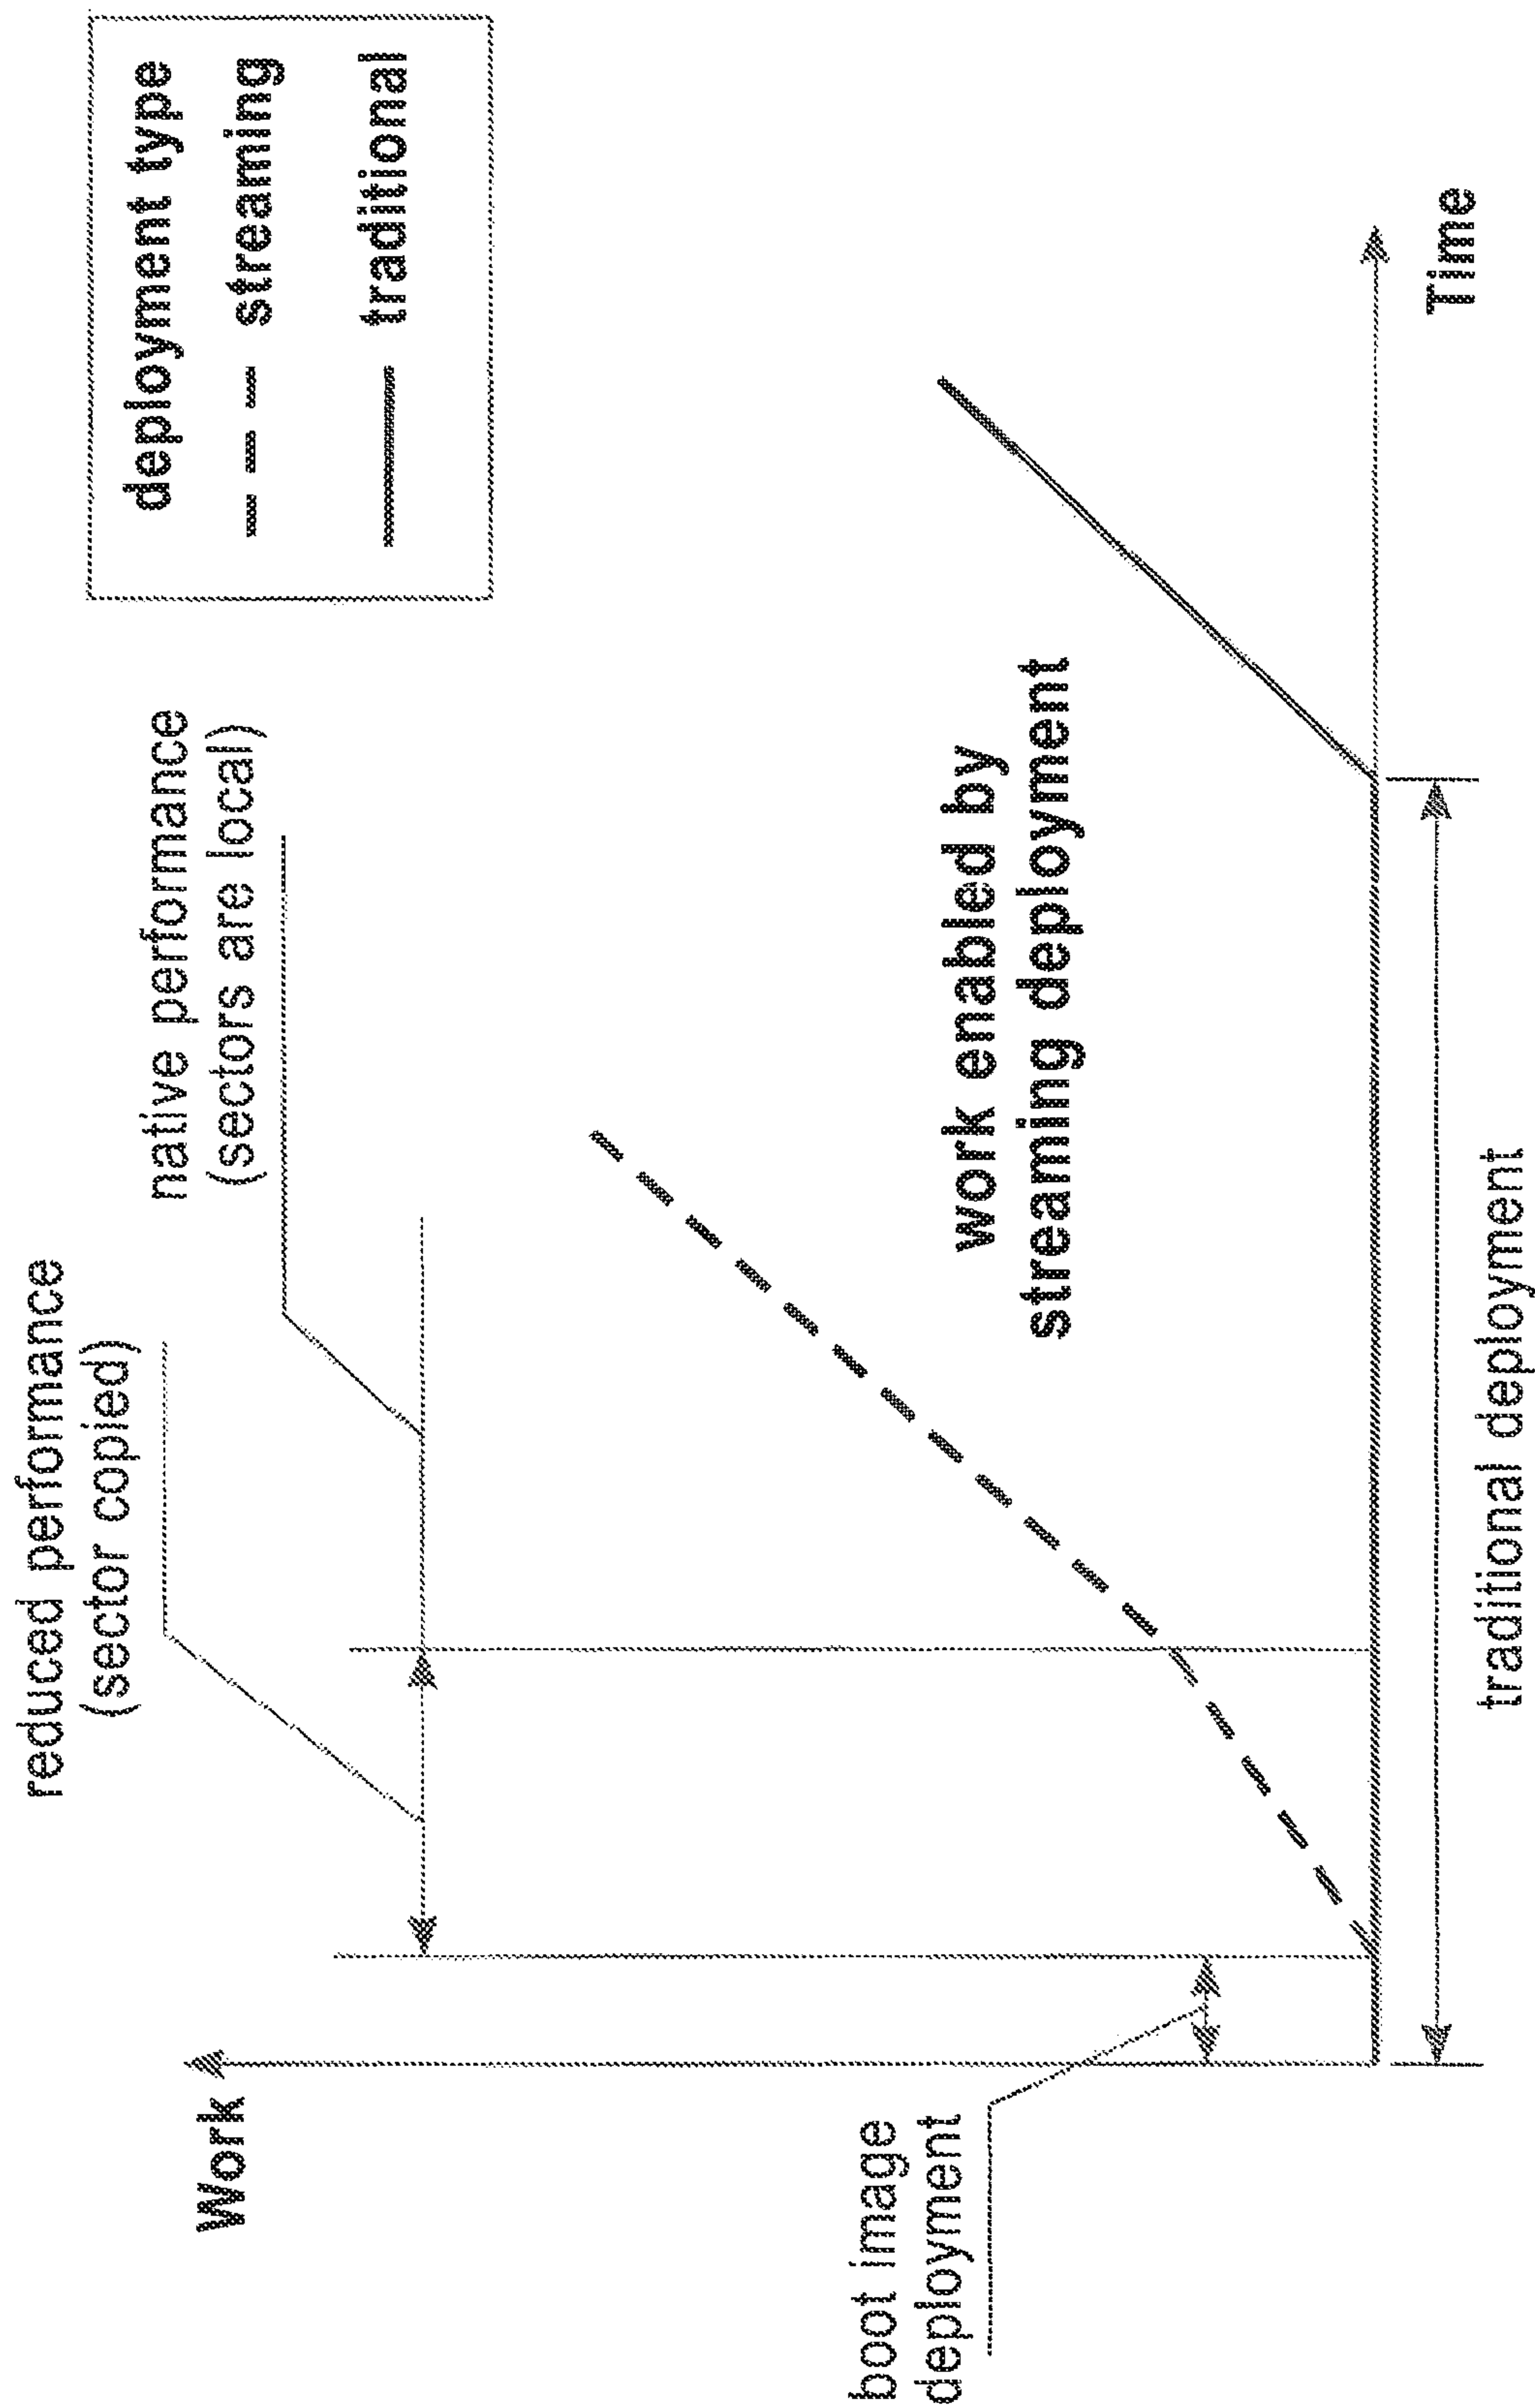 reduced performance
(sector copied)
native performance
(sectors are local)
deployment type
streaming
traditional
Work
work enabled by
streaming deployment
boot image
deployment
Time
traditional deployment